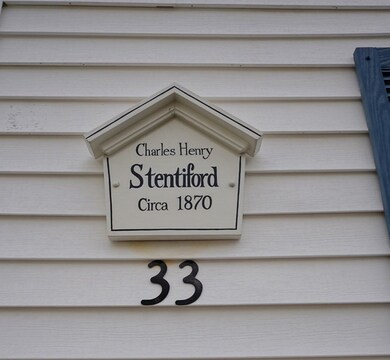 Charles Henry
Stentiford
Circa 1870
33